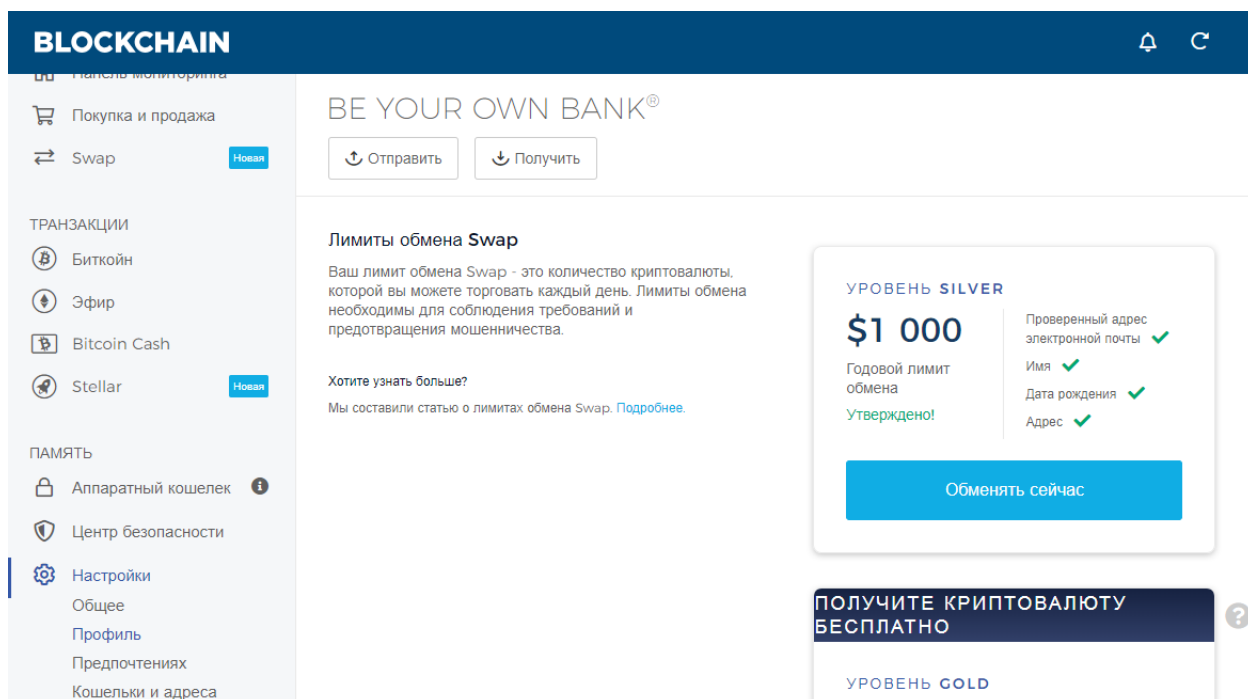 BLOCKCHAIN
Панель мониторинга
Покупка и продажа
Swap
Новая
ТРАНЗАКЦИИ
Биткойн
Эфир
Bitcoin Cash
Stellar
Новая
ПАМЯТЬ
Аппаратный кошелек
Центр безопасности
Настройки
Общее
Профиль
Предпочтениях
Кошельки и адреса
BE YOUR OWN BANK®
Отправить
Получить
Лимиты обмена Swap
Ваш лимит обмена Swap - это количество криптовалюты,
которой вы можете торговать каждый день. Лимиты обмена
необходимы для соблюдения требований и
предотвращения мошенничества.
Хотите узнать больше?
Мы составили статью о лимитах обмена Swap. Подробнее.
УРОВЕНЬ SILVER
$1 000
Годовой лимит
обмена
Утверждено!
Проверенный адрес
электронной почты
Имя
Дата рождения
Адрес
Обменять сейчас
ПОЛУЧИТЕ КРИПТОВАЛЮТУ
БЕСПЛАТНО
УРОВЕНЬ GOLD